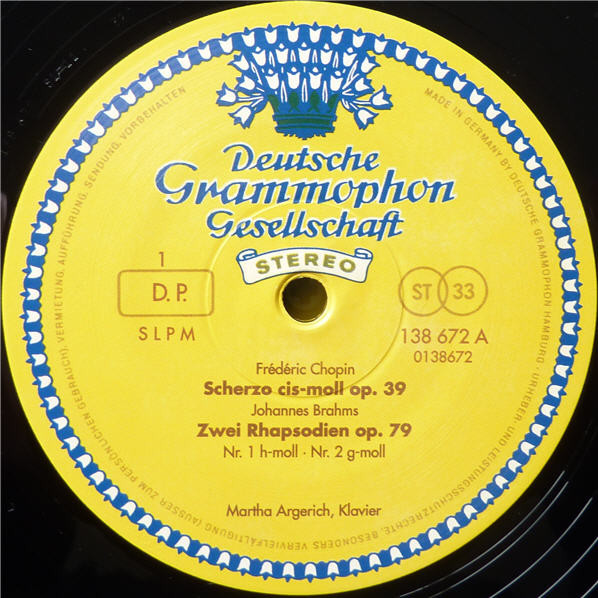 Deutsche
Grammophon
Gesellschaft
STEREO
1
D. P.
S L P M
ST 33
138 672 A
0138672
Frédéric Chopin
Scherzo cis-moll op. 39
Johannes Brahms
Zwei Rhapsodien op. 79
Nr. 1 h-moll · Nr. 2 g-moll
Martha Argerich, Klavier
MADE IN GERMANY BY DEUTSCHE GRAMMOPHON HAMBURG · URHEBER- UND LEISTUNGSSCHUTZRECHTE, BESONDERS VERVIELFÄLTIGUNG (AUSSER ZUM PERSÖNLICHEN GEBRAUCH), VERMIETUNG, AUFFÜHRUNG, SENDUNG, VORBEHALTEN